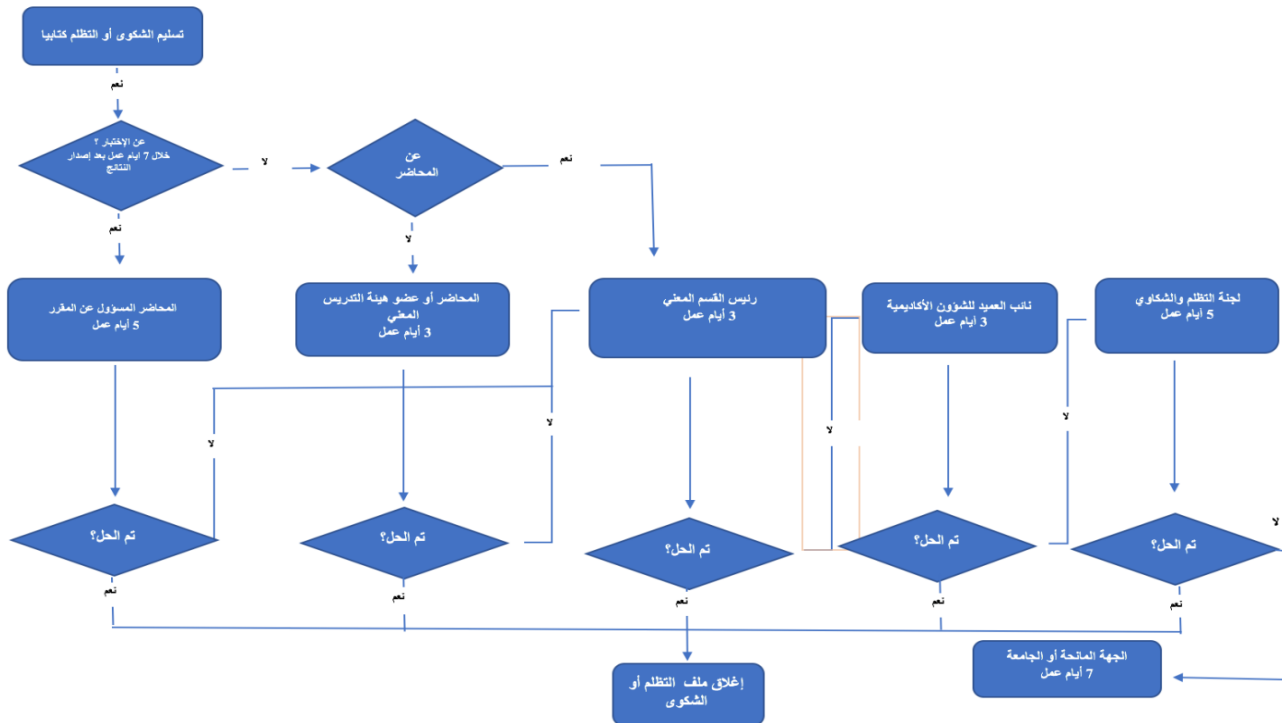 تسليم الشكوى أو التظلم كتابيا
نعم
عن الإختبار ؟
خلال 7 ايام عمل بعد إصدار
النتائج
لا
عن
المحاضر
نعم
نعم
لا
المحاضر المسؤول عن المقرر
5 أيام عمل
المحاضر أو عضو هيئة التدريس
المعني
3 أيام عمل
رئيس القسم المعني
3 أيام عمل
نائب العميد للشؤون الأكاديمية
3 أيام عمل
لجنة التظلم والشكاوي
5 أيام عمل
لا
لا
لا
لا
لا
تم الحل؟
تم الحل؟
تم الحل؟
تم الحل؟
تم الحل؟
نعم
نعم
نعم
نعم
نعم
إغلاق ملف التظلم أو
الشكوى
الجهة المانحة أو الجامعة
7 أيام عمل